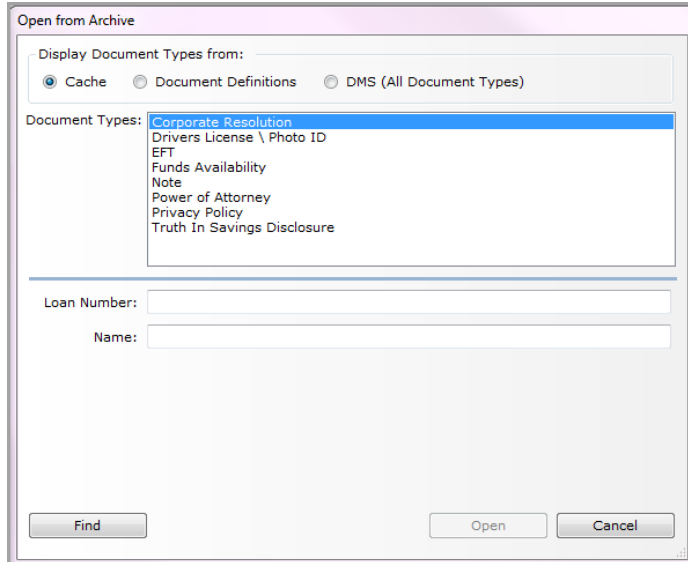 Open from Archive
Display Document Types from:
Cache Document Definitions DMS (All Document Types)
Document Types: Corporate Resolution
Drivers License \ Photo ID
EFT
Funds Availability
Note
Power of Attorney
Privacy Policy
Truth In Savings Disclosure
Loan Number:
Name:
Find Open Cancel